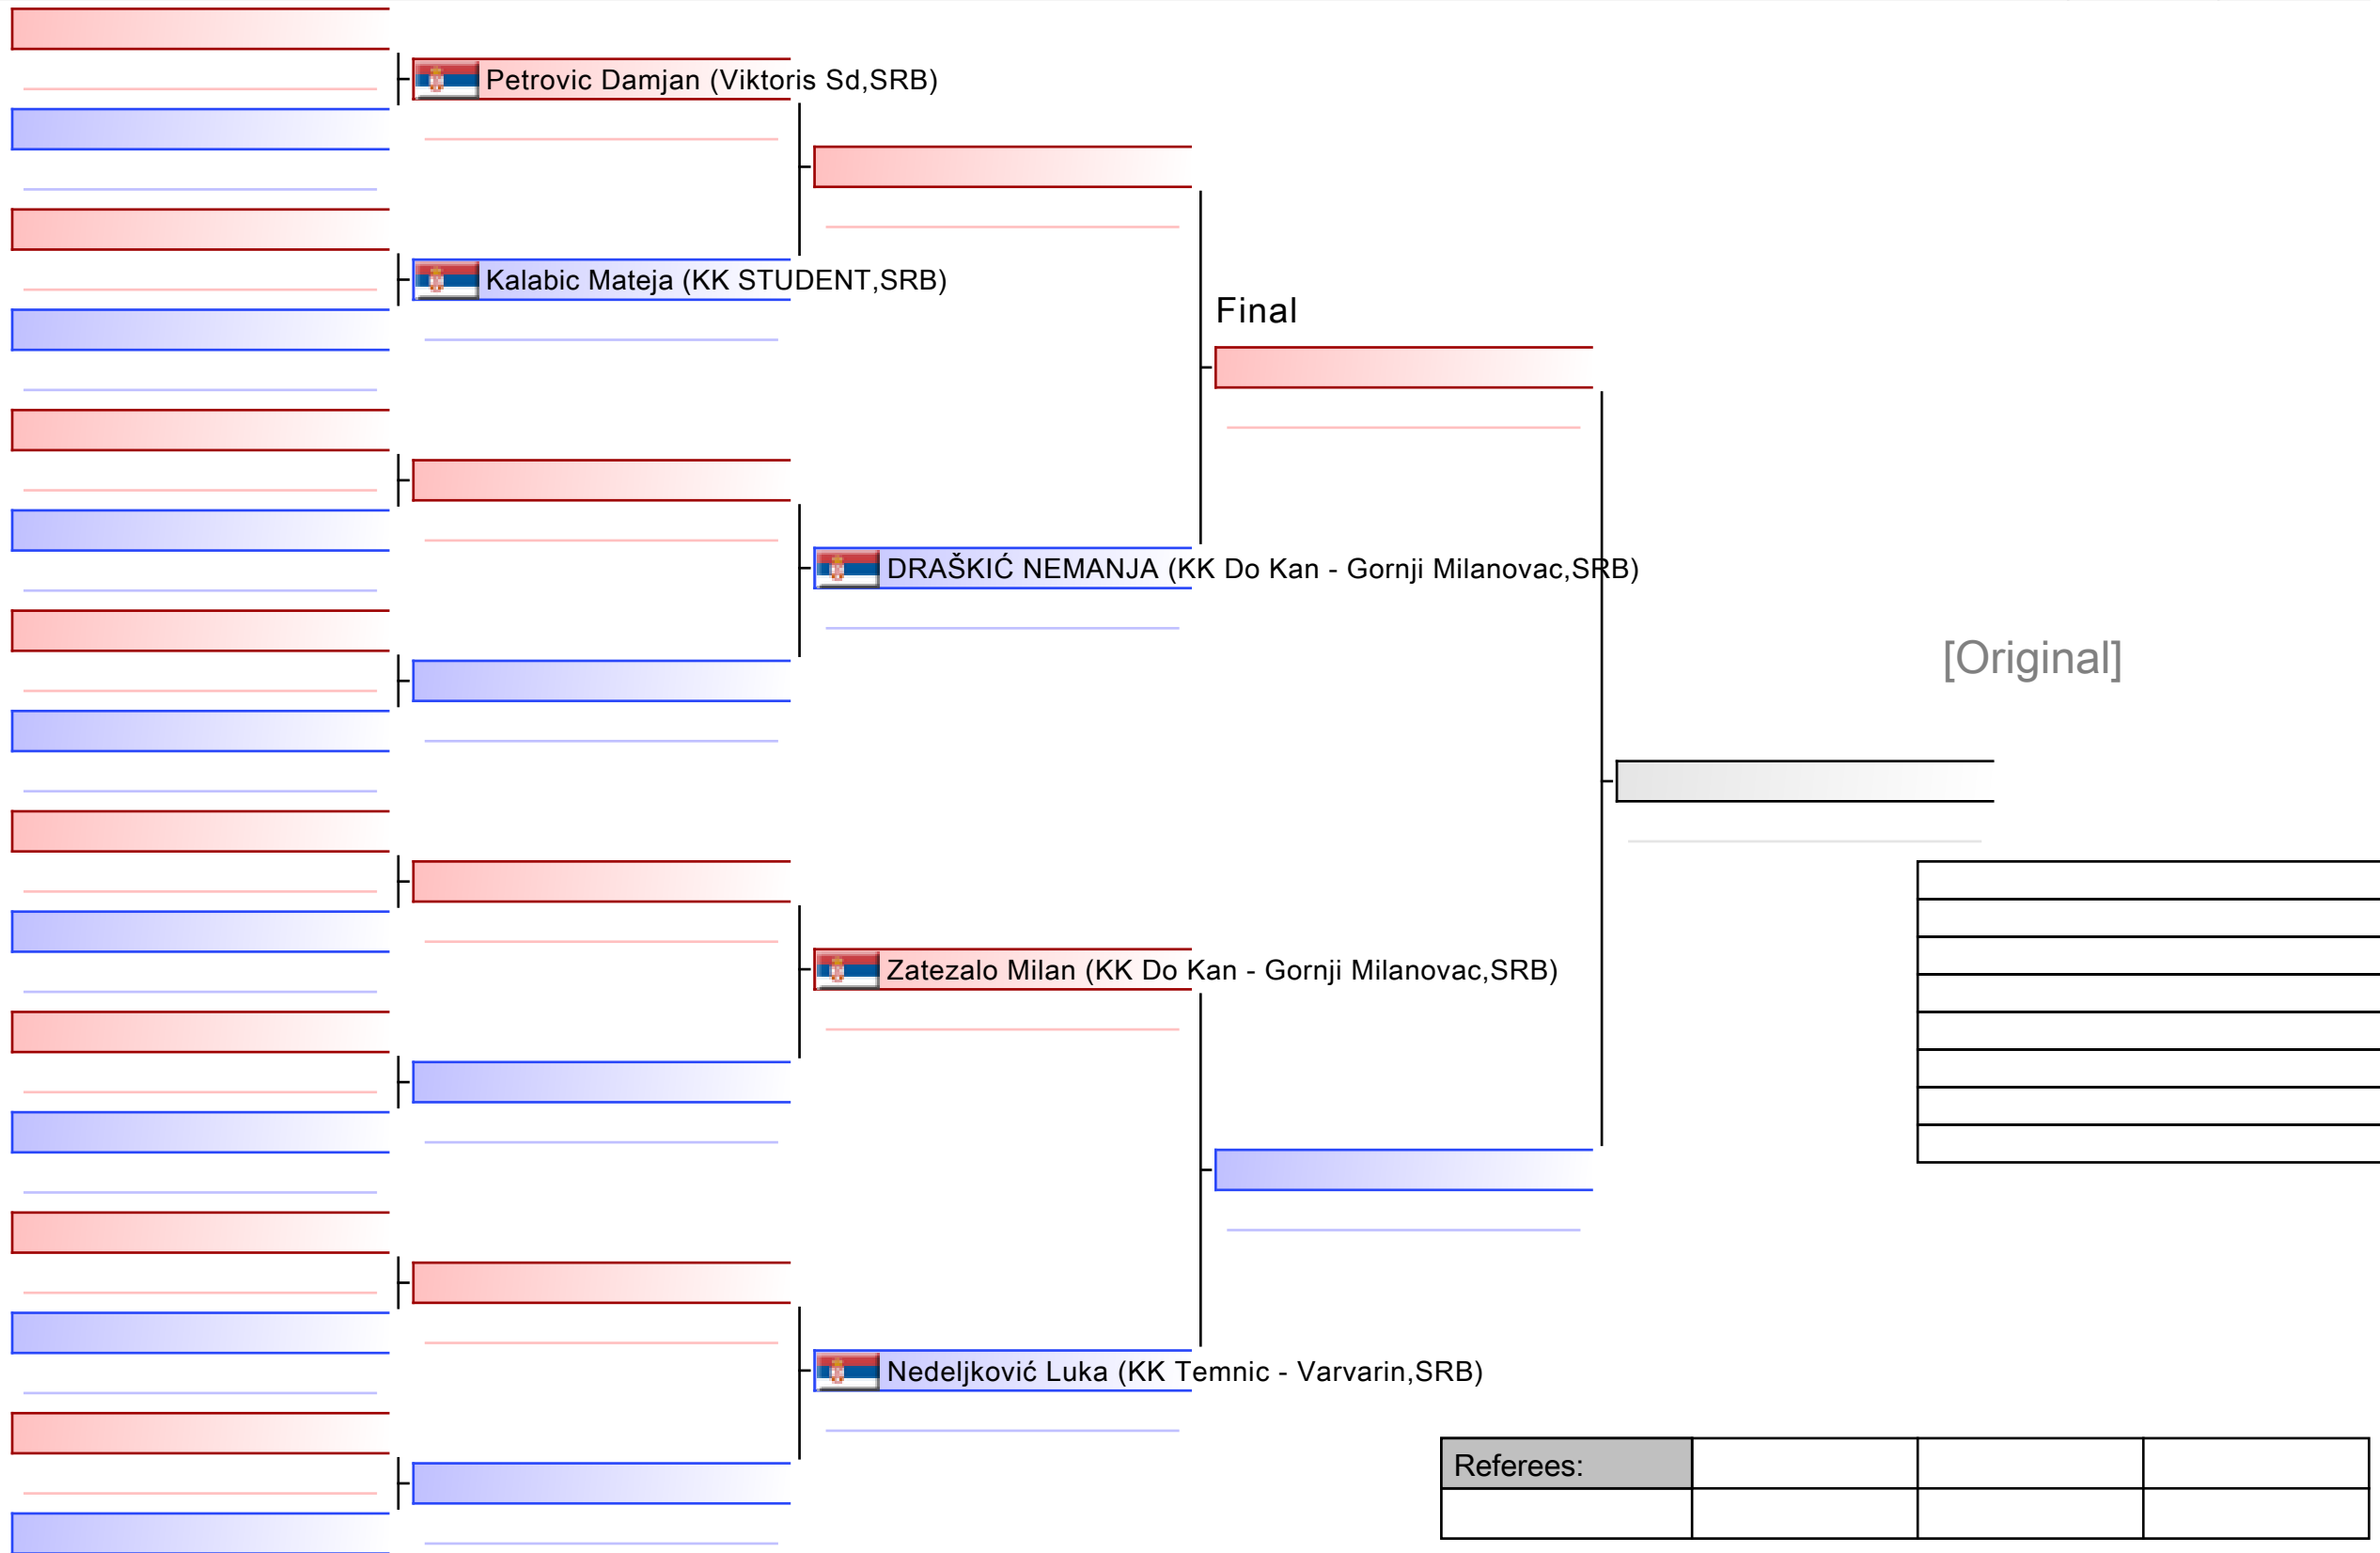 Petrovic Damjan (Viktoris Sd,SRB)
Kalabic Mateja (KK STUDENT,SRB)
Final
DRAŠKIĆ NEMANJA (KK Do Kan - Gornji Milanovac,SRB)
[Original]
Zatezalo Milan (KK Do Kan - Gornji Milanovac,SRB)
Nedeljković Luka (KK Temnic - Varvarin,SRB)
Referees: